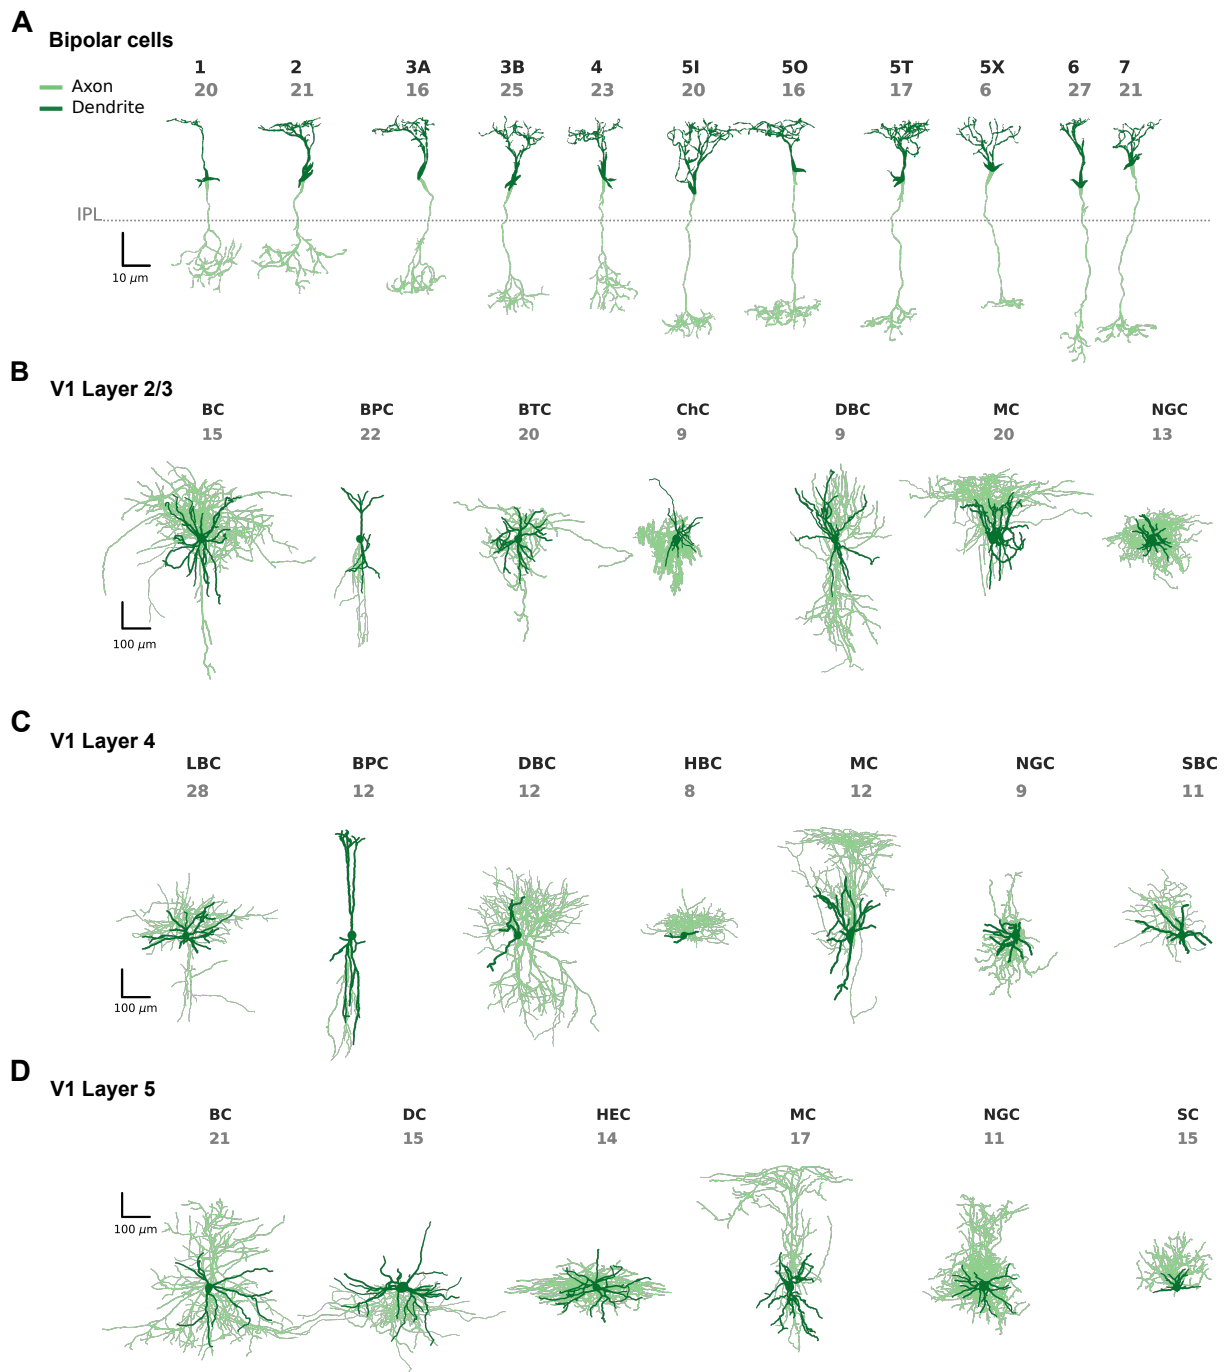 A
Bipolar cells
1 2 3A 3B 4 5I 5O 5T 5X 6 7
20 21 16 25 23 20 16 17 6 27 21
Axon
Dendrite
IPL
10 μm
B
V1 Layer 2/3
BC BPC BTC ChC DBC MC NGC
15 22 20 9 9 20 13
100 μm
C
V1 Layer 4
LBC BPC DBC HBC MC NGC SBC
28 12 12 8 12 9 11
100 μm
D
V1 Layer 5
BC DC HEC MC NGC SC
21 15 14 17 11 15
100 μm